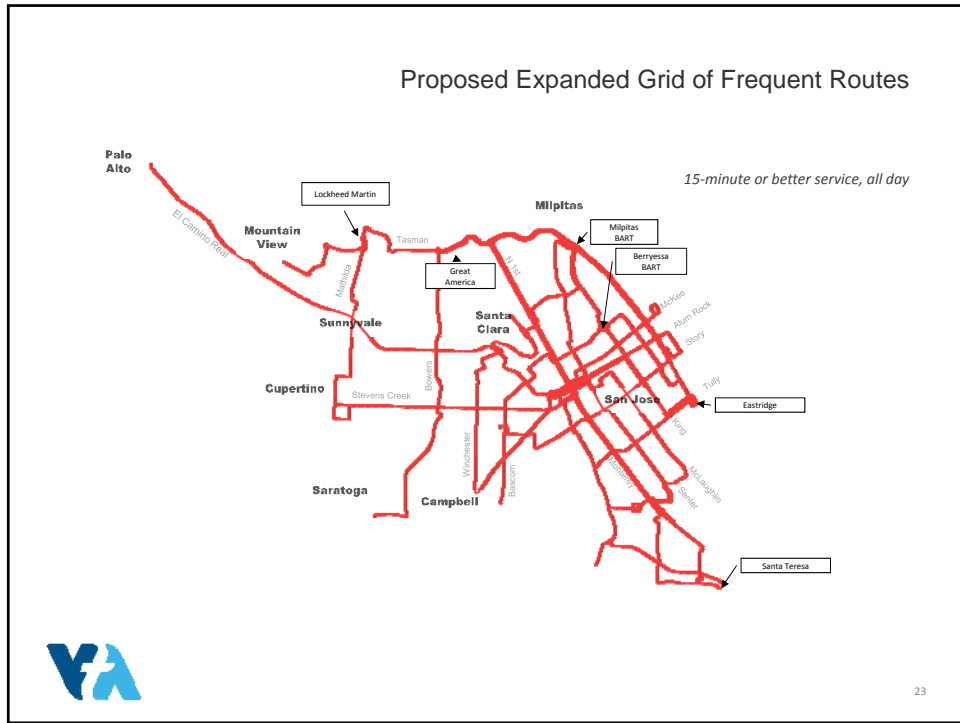 Proposed Expanded Grid of Frequent Routes
15-minute or better service, all day
Palo
Alto
Lockheed Martin
El Camino Real
Mountain
View
Tasman
Milpitas
Milpitas
BART
Berryessa
BART
Great
America
N 1st
Mathilda
Sunnyvale
Santa
Clara
McKee
Alum Rock
Story
Bowers
Cupertino
Stevens Creek
San Jose
Tully
Eastridge
King
Winchester
Bascom
Monterey
McLaughlin
Senter
Saratoga
Campbell
Santa Teresa
VTA
23